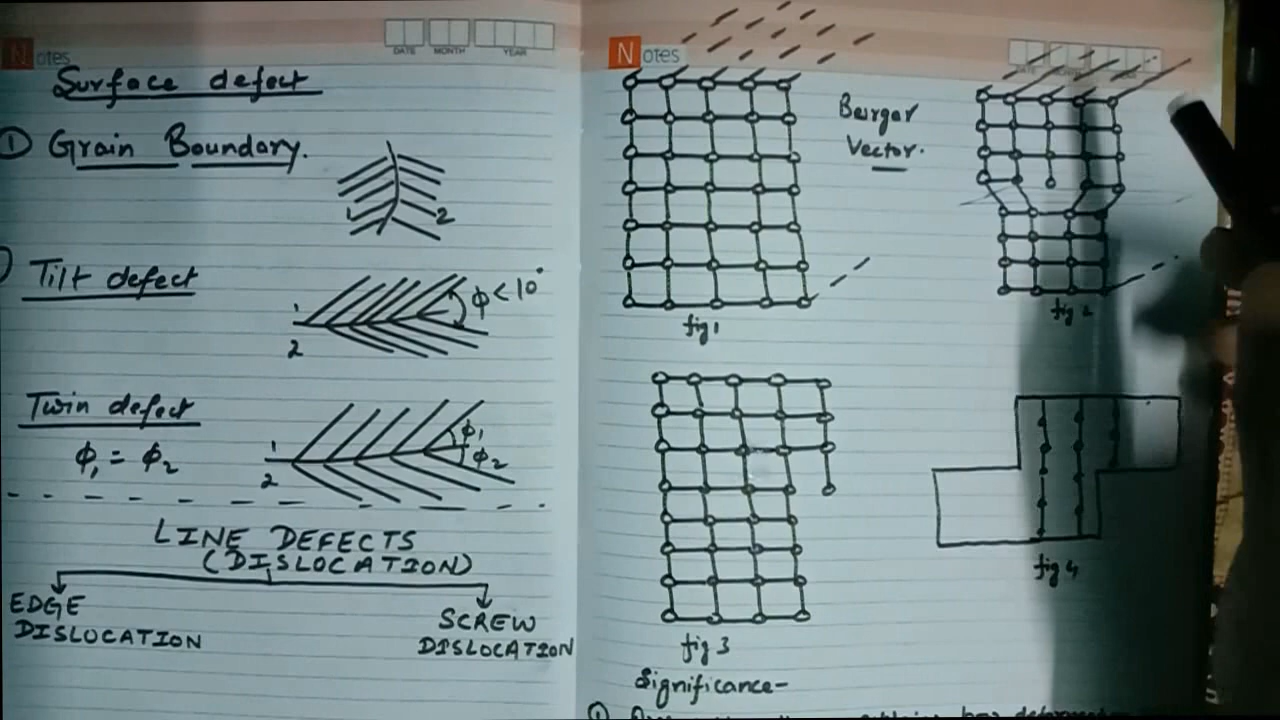 Notes
DATE MONTH YEAR
Surface defect
① Grain Boundary.
1 2
Tilt defect
1
2
ϕ<10°
Twin defect
ϕ₁ = ϕ₂
1
2
ϕ₁
ϕ₂
LINE DEFECTS
(DISLOCATION)
EDGE
DISLOCATION
SCREW
DISLOCATION
Notes
Burgar
Vector.
fig 1
fig 2
fig 3
fig 4
Significance-